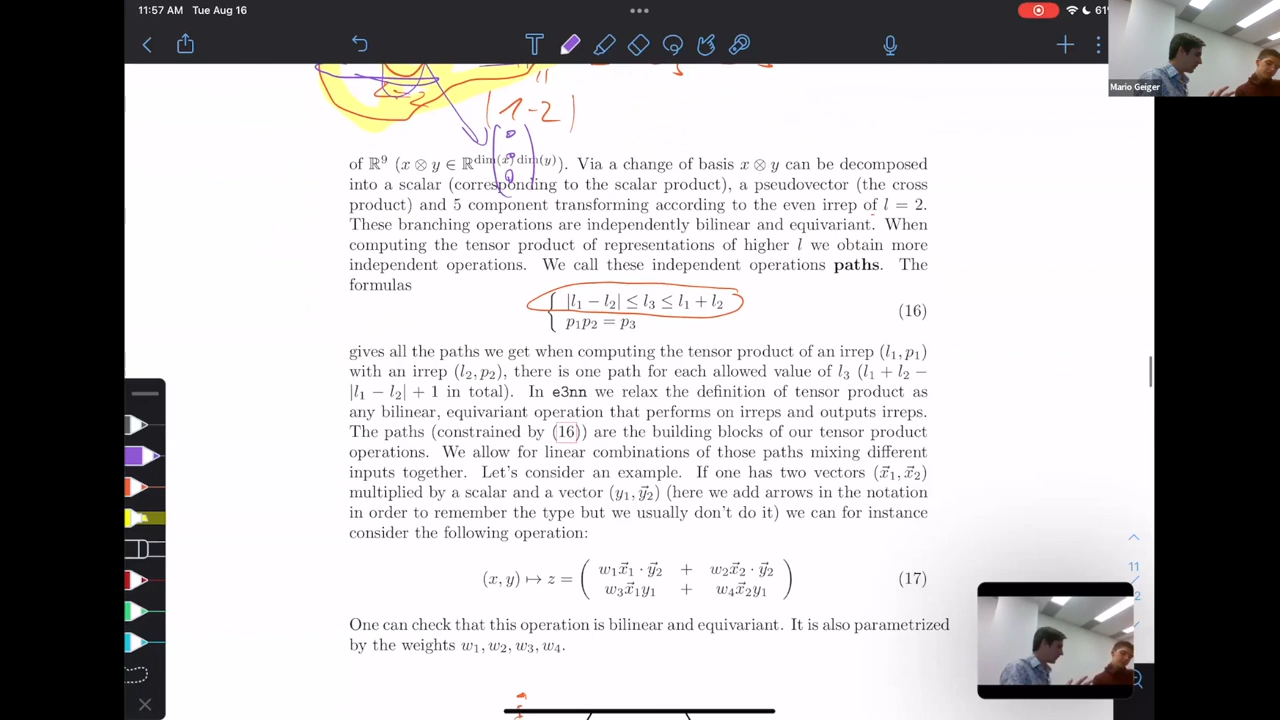 11:57 AM Tue Aug 16
61
Mario Geiger
(1-2)
of ℝ⁹ (x ⊗ y ∈ ℝ^{dim(x) dim(y)}). Via a change of basis x ⊗ y can be decomposed
into a scalar (corresponding to the scalar product), a pseudovector (the cross
product) and 5 component transforming according to the even irrep of l = 2.
These branching operations are independently bilinear and equivariant. When
computing the tensor product of representations of higher l we obtain more
independent operations. We call these independent operations paths. The
formulas
{ |l₁ − l₂| ≤ l₃ ≤ l₁ + l₂
p₁p₂ = p₃ (16)
gives all the paths we get when computing the tensor product of an irrep (l₁, p₁)
with an irrep (l₂, p₂), there is one path for each allowed value of l₃ (l₁ + l₂ −
|l₁ − l₂| + 1 in total). In e3nn we relax the definition of tensor product as
any bilinear, equivariant operation that performs on irreps and outputs irreps.
The paths (constrained by (16)) are the building blocks of our tensor product
operations. We allow for linear combinations of those paths mixing different
inputs together. Let's consider an example. If one has two vectors (x⃗₁, x⃗₂)
multiplied by a scalar and a vector (y₁, y⃗₂) (here we add arrows in the notation
in order to remember the type but we usually don't do it) we can for instance
consider the following operation:
(x, y) ↦ z = ( w₁x⃗₁ · y⃗₂ + w₂x⃗₂ · y⃗₂
w₃x⃗₁y₁ + w₄x⃗₂y₁ ) (17)
One can check that this operation is bilinear and equivariant. It is also parametrized
by the weights w₁, w₂, w₃, w₄.
11
2